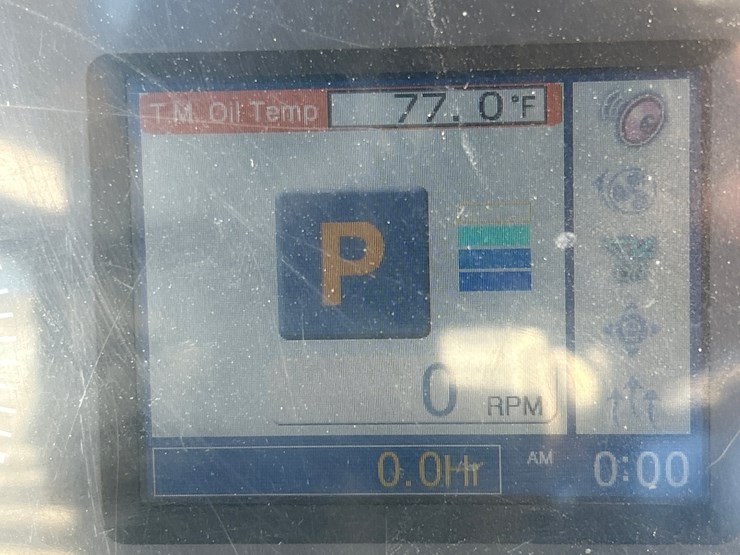 T.M. Oil Temp 77.0°F
P
0 RPM
0.0Hr AM 0:00